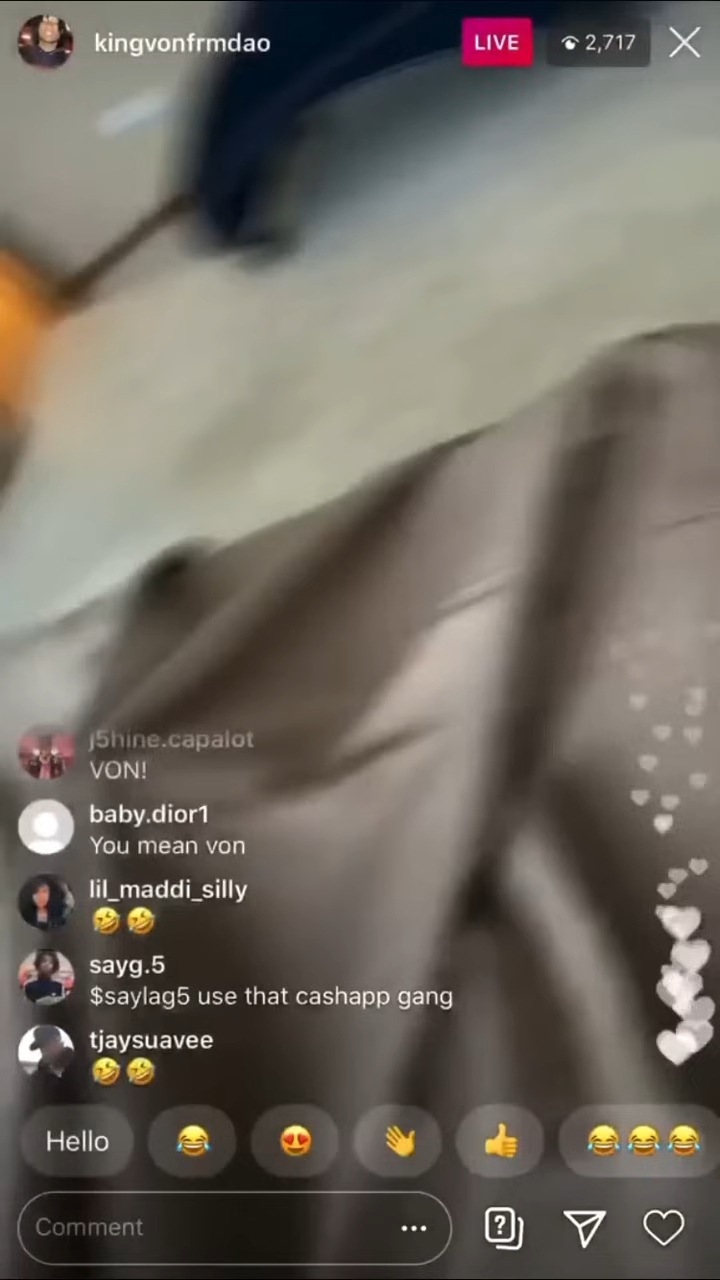 kingvonfrmdao
LIVE
2,717
j5hine.capalot
VON!
baby.dior1
You mean von
lil_maddi_silly
🤣🤣
sayg.5
$saylag5 use that cashapp gang
tjaysuavee
🤣🤣
Hello 😂 😍 👋 👍 😂😂😂
Comment